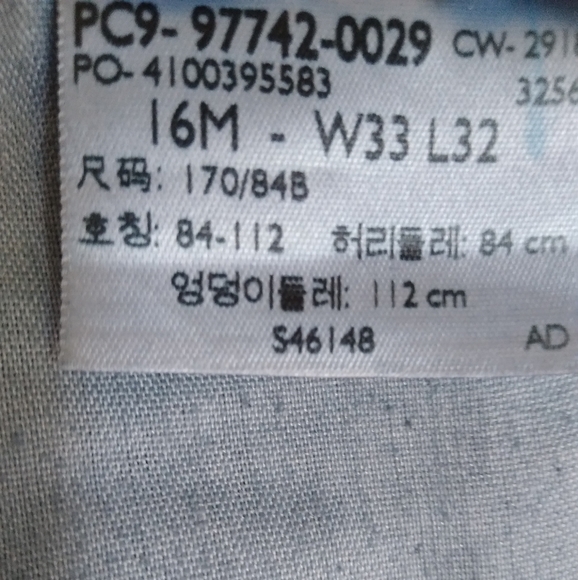 PC9- 97742-0029 CW- 291
PO- 4100395583
3256
16M - W33 L32
尺码: 170/84B
호칭: 84-112 허리둘레: 84 cm
엉덩이둘레: 112 cm
S46148 AD